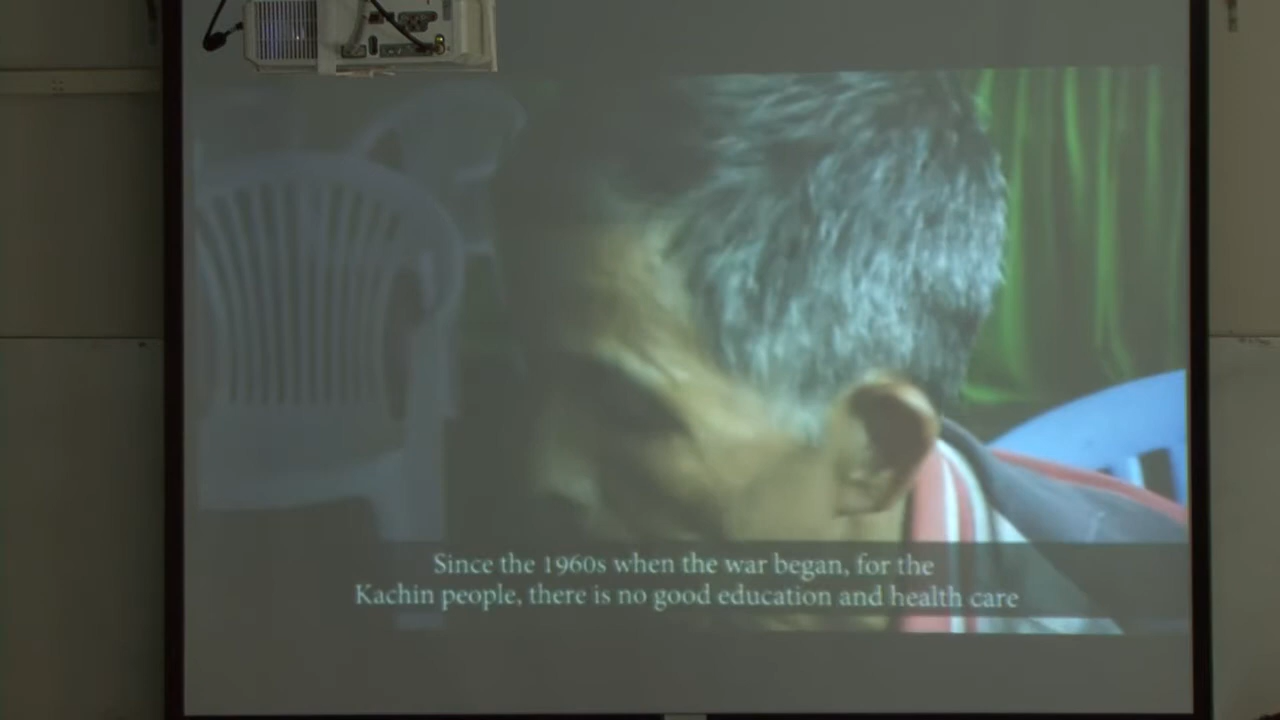 Since the 1960s when the war began, for the
Kachin people, there is no good education and health care